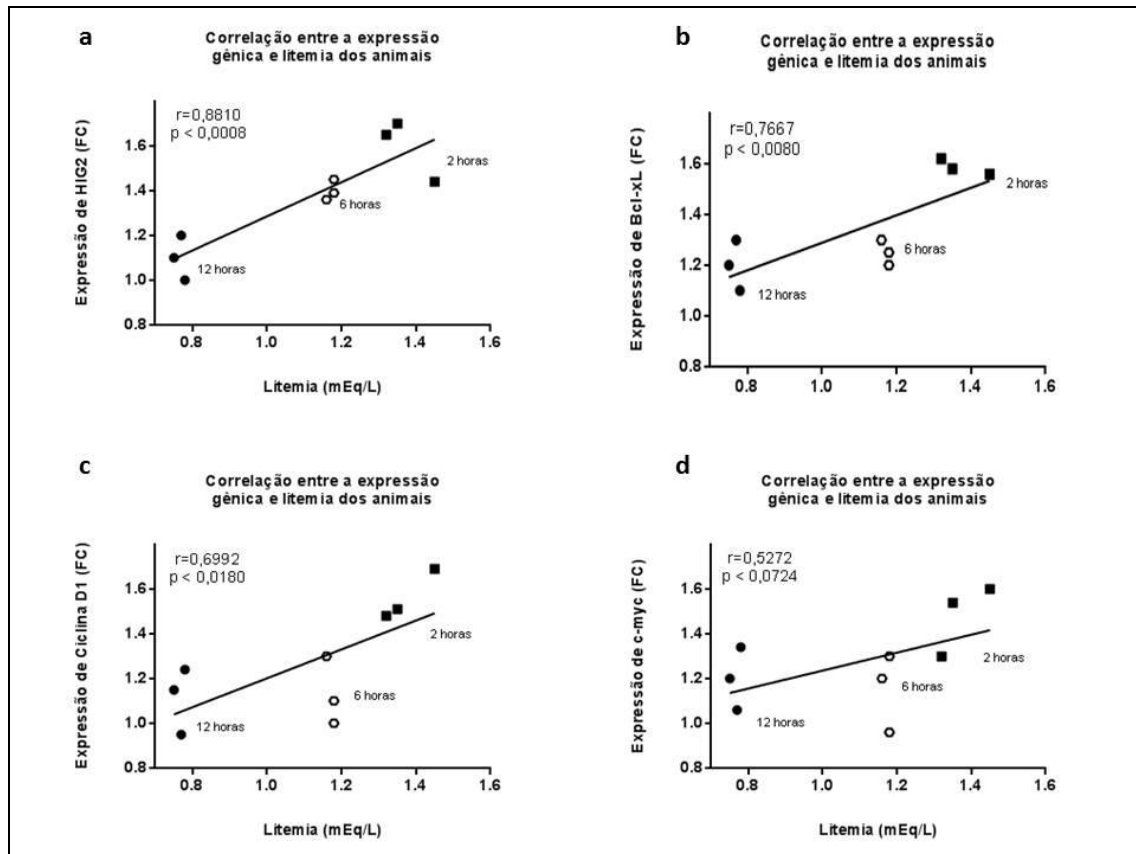 a
Correlação entre a expressão
gênica e litemia dos animais
r=0,8810
p < 0,0008
Expressão de HIG2 (FC)
1.6
1.4
1.2
1.0
0.8
2 horas
6 horas
12 horas
0.8 1.0 1.2 1.4 1.6
Litemia (mEq/L)
b
Correlação entre a expressão
gênica e litemia dos animais
r=0,7667
p < 0,0080
Expressão de Bcl-xL (FC)
1.6
1.4
1.2
1.0
0.8
2 horas
6 horas
12 horas
0.8 1.0 1.2 1.4 1.6
Litemia (mEq/L)
c
Correlação entre a expressão
gênica e litemia dos animais
r=0,6992
p < 0,0180
Expressão de Ciclina D1 (FC)
1.6
1.4
1.2
1.0
0.8
2 horas
6 horas
12 horas
0.8 1.0 1.2 1.4 1.6
Litemia (mEq/L)
d
Correlação entre a expressão
gênica e litemia dos animais
r=0,5272
p < 0,0724
Expressão de c-myc (FC)
1.6
1.4
1.2
1.0
0.8
2 horas
6 horas
12 horas
0.8 1.0 1.2 1.4 1.6
Litemia (mEq/L)